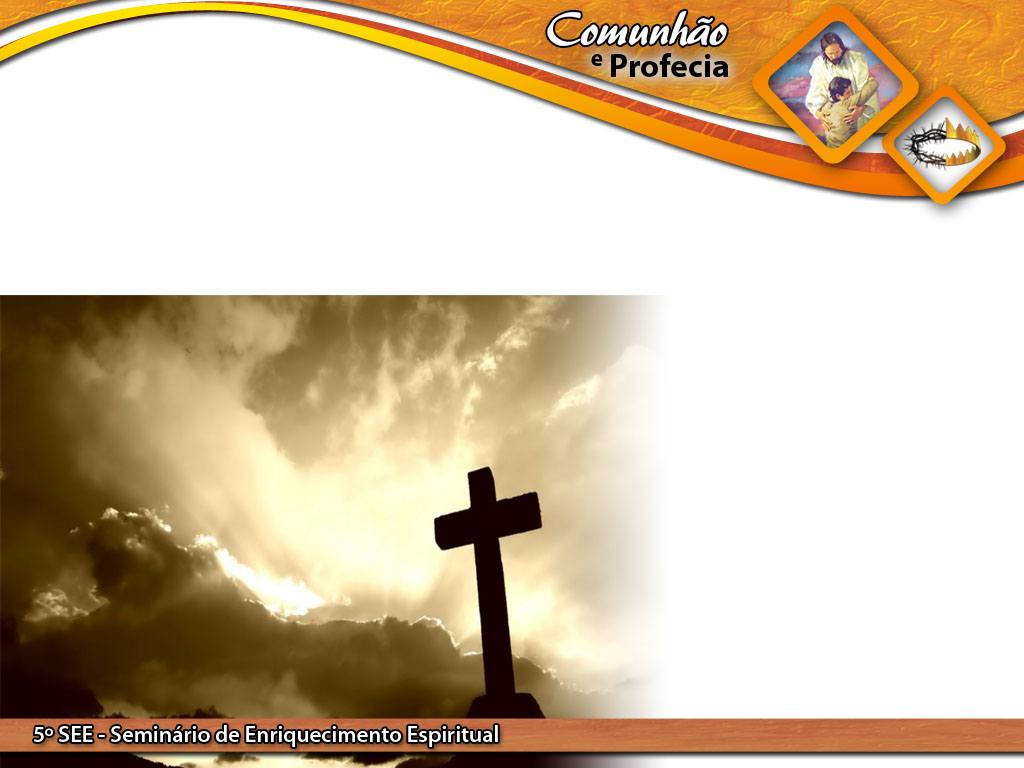 Comunhão
e Profecia
5º SEE - Seminário de Enriquecimento Espiritual